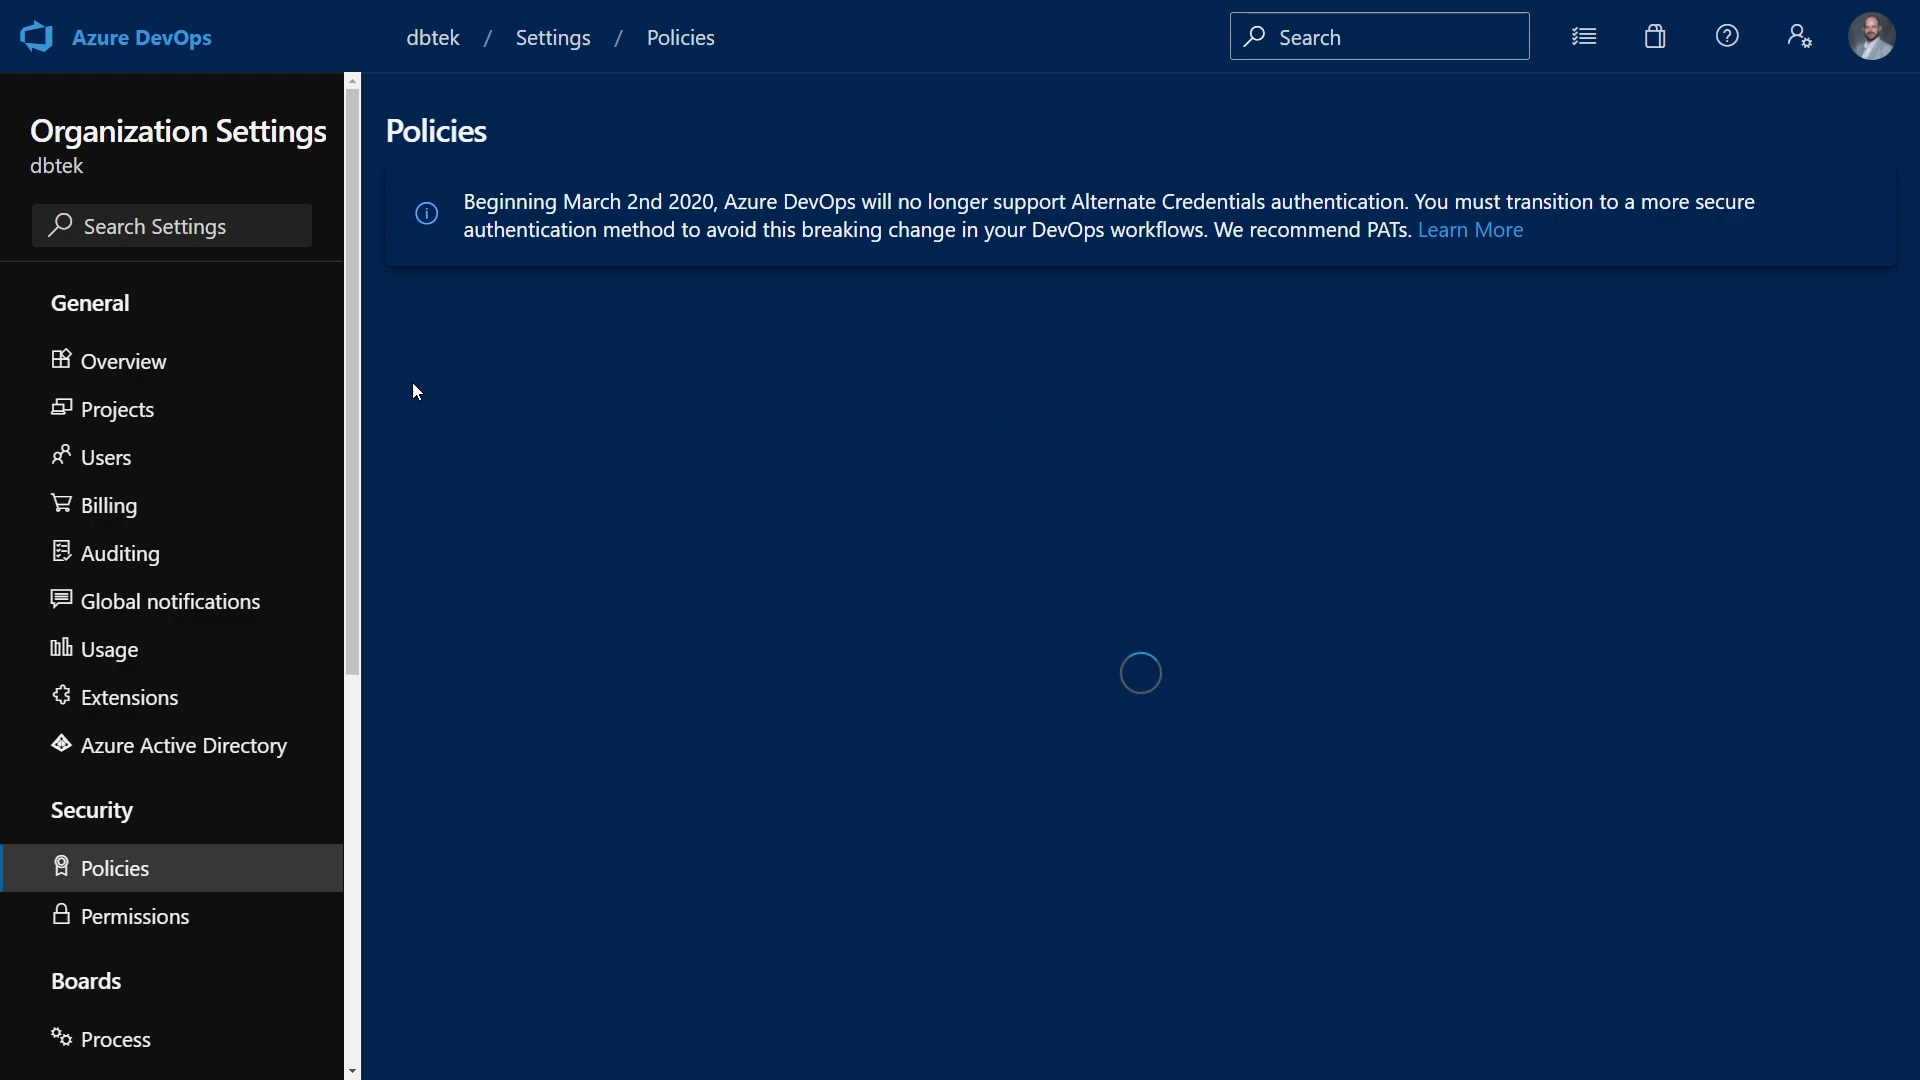 Azure DevOps
dbtek / Settings / Policies
Search
Organization Settings
dbtek
Search Settings
General
Overview
Projects
Users
Billing
Auditing
Global notifications
Usage
Extensions
Azure Active Directory
Security
Policies
Permissions
Boards
Process
Policies
Beginning March 2nd 2020, Azure DevOps will no longer support Alternate Credentials authentication. You must transition to a more secure
authentication method to avoid this breaking change in your DevOps workflows. We recommend PATs. Learn More